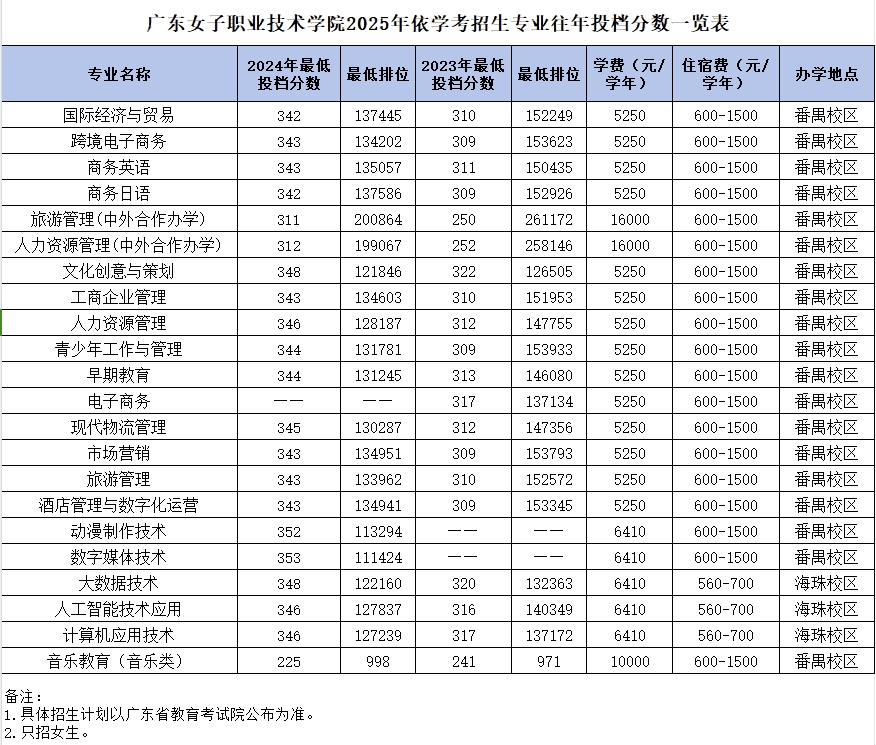 广东女子职业技术学院2025年依学考招生专业往年投档分数一览表
专业名称 2024年最低投档分数 最低排位 2023年最低投档分数 最低排位 学费（元/学年） 住宿费（元/学年） 办学地点
国际经济与贸易 342 137445 310 152249 5250 600-1500 番禺校区
跨境电子商务 343 134202 309 153623 5250 600-1500 番禺校区
商务英语 343 135057 311 150435 5250 600-1500 番禺校区
商务日语 342 137586 309 152926 5250 600-1500 番禺校区
旅游管理(中外合作办学) 311 200864 250 261172 16000 600-1500 番禺校区
人力资源管理(中外合作办学) 312 199067 252 258146 16000 600-1500 番禺校区
文化创意与策划 348 121846 322 126505 5250 600-1500 番禺校区
工商企业管理 343 134603 310 151953 5250 600-1500 番禺校区
人力资源管理 346 128187 312 147755 5250 600-1500 番禺校区
青少年工作与管理 344 131781 309 153933 5250 600-1500 番禺校区
早期教育 344 131245 313 146080 5250 600-1500 番禺校区
电子商务 —— —— 317 137134 5250 600-1500 番禺校区
现代物流管理 345 130287 312 147356 5250 600-1500 番禺校区
市场营销 343 134951 309 153793 5250 600-1500 番禺校区
旅游管理 343 133962 310 152572 5250 600-1500 番禺校区
酒店管理与数字化运营 343 134941 309 153345 5250 600-1500 番禺校区
动漫制作技术 352 113294 —— —— 6410 600-1500 番禺校区
数字媒体技术 353 111424 —— —— 6410 600-1500 番禺校区
大数据技术 348 122160 320 132363 6410 560-700 海珠校区
人工智能技术应用 346 127837 316 140349 6410 560-700 海珠校区
计算机应用技术 346 127239 317 137172 6410 560-700 海珠校区
音乐教育（音乐类） 225 998 241 971 10000 600-1500 番禺校区
备注：
1.具体招生计划以广东省教育考试院公布为准。
2.只招女生。